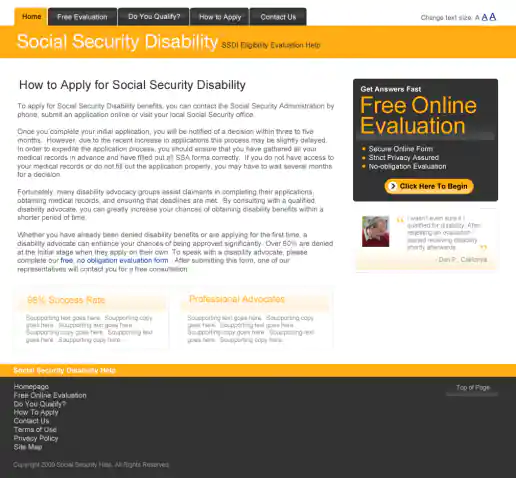 Home
Free Evaluation
Do You Qualify?
How to Apply
Contact Us
Change text size: A A A
Social Security Disability
SSDI Eligibility Evaluation Help
How to Apply for Social Security Disability
To apply for Social Security Disability benefits, you can contact the Social Security Administration by
phone, submit an application online or visit your local Social Security office.
Once you complete your initial application, you will be notified of a decision within three to five
months. However, due to the recent increase in applications this process may be slightly delayed.
In order to expedite the application process, you should ensure that you have gathered all your
medical records in advance and have filled out all SSA forms correctly. If you do not have access to
your medical records or do not fill out the application properly, you may have to wait several months
for a decision.
Fortunately, many disability advocacy groups assist claimants in completing their applications,
obtaining medical records, and ensuring that deadlines are met. By consulting with a qualified
disability advocate, you can greatly increase your chances of obtaining disability benefits within a
shorter period of time.
Whether you have already been denied disability benefits or are applying for the first time, a
disability advocate can enhance your chances of being approved significantly. Over 60% are denied
at the initial stage when they apply on their own. To speak with a disability advocate, please
complete our free, no obligation evaluation form. After submitting this form, one of our
representatives will contact you for a free consultation.
Get Answers Fast
Free Online
Evaluation
Secure Online Form
Strict Privacy Assured
No-obligation Evaluation
Click Here To Begin
I wasn't even sure if I
qualified for disability. After
receiving an evaluation I
started receiving disability
shortly afterwards.
- Don P., California
98% Success Rate
Soupporting text goes here. Soupporting copy
goes here. Soupporting text goes here.
Soupporting copy goes here. Soupporting text
goes here. Soupporting copy here.
Professional Advocates
Soupporting text goes here. Soupporting copy
goes here. Soupporting text goes here.
Soupporting copy goes here. Soupporting text
goes here. Soupporting copy here.
Social Security Disability Help
Homepage
Free Online Evaluation
Do You Qualify?
How To Apply
Contact Us
Terms of Use
Privacy Policy
Site Map
Top of Page
Copyright 2009 Social Security Help. All Rights Reserved.